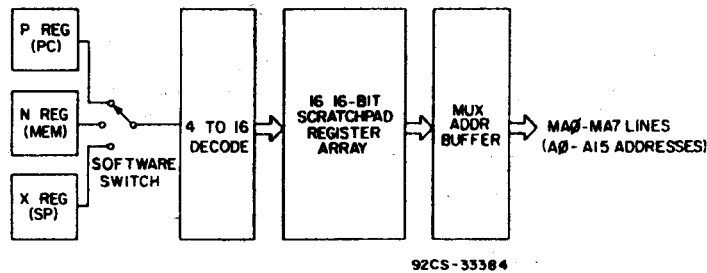 P REG
(PC)
N REG
(MEM)
X REG
(SP)
SOFTWARE
SWITCH
4 TO 16
DECODE
16 16-BIT
SCRATCHPAD
REGISTER
ARRAY
MUX
ADDR
BUFFER
MAØ-MA7 LINES
(AØ-A15 ADDRESSES)
92CS-33384